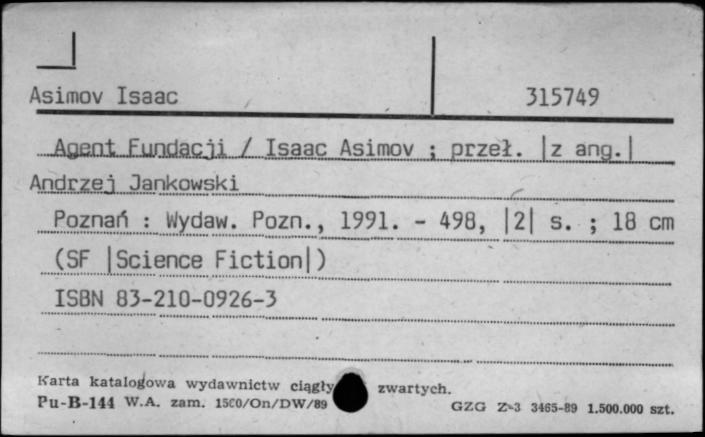 Asimov Isaac 315749
Agent Fundacji / Isaac Asimov ; przeł. |z ang.|
Andrzej Jankowski
Poznań : Wydaw. Pozn., 1991. - 498, |2| s. ; 18 cm
(SF |Science Fiction|)
ISBN 83-210-0926-3
Karta katalogowa wydawnictw ciągły zwartych.
Pu-B-144 W.A. zam. 1500/On/DW/89 GZG Z-3 3465-89 1.500.000 szt.